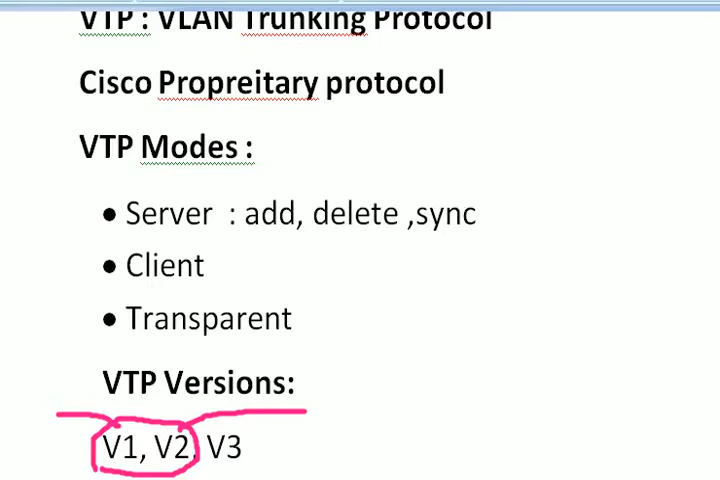 VTP : VLAN Trunking Protocol
Cisco Propreitary protocol
VTP Modes :
• Server : add, delete ,sync
• Client
• Transparent
VTP Versions:
V1, V2, V3